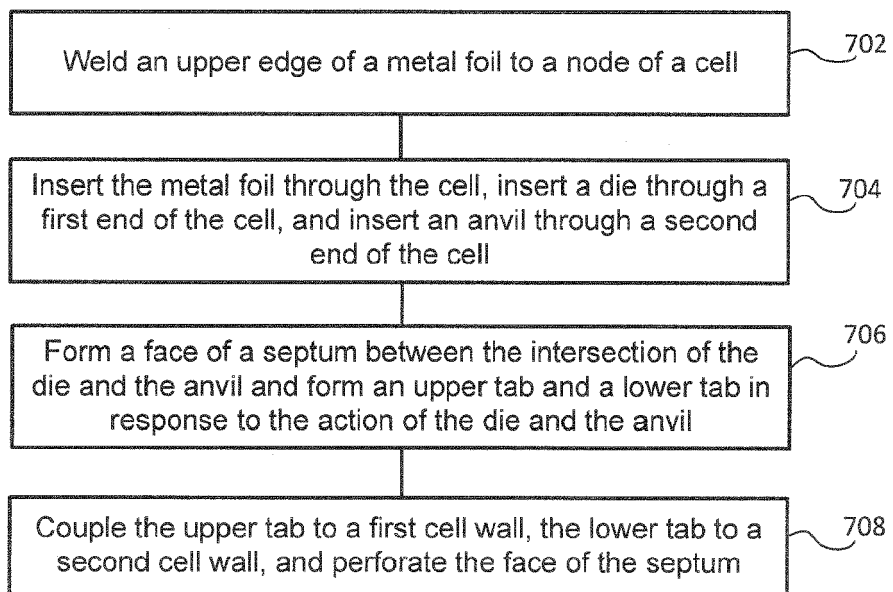 Weld an upper edge of a metal foil to a node of a cell
702
Insert the metal foil through the cell, insert a die through a
first end of the cell, and insert an anvil through a second
end of the cell
704
Form a face of a septum between the intersection of the
die and the anvil and form an upper tab and a lower tab in
response to the action of the die and the anvil
706
Couple the upper tab to a first cell wall, the lower tab to a
second cell wall, and perforate the face of the septum
708